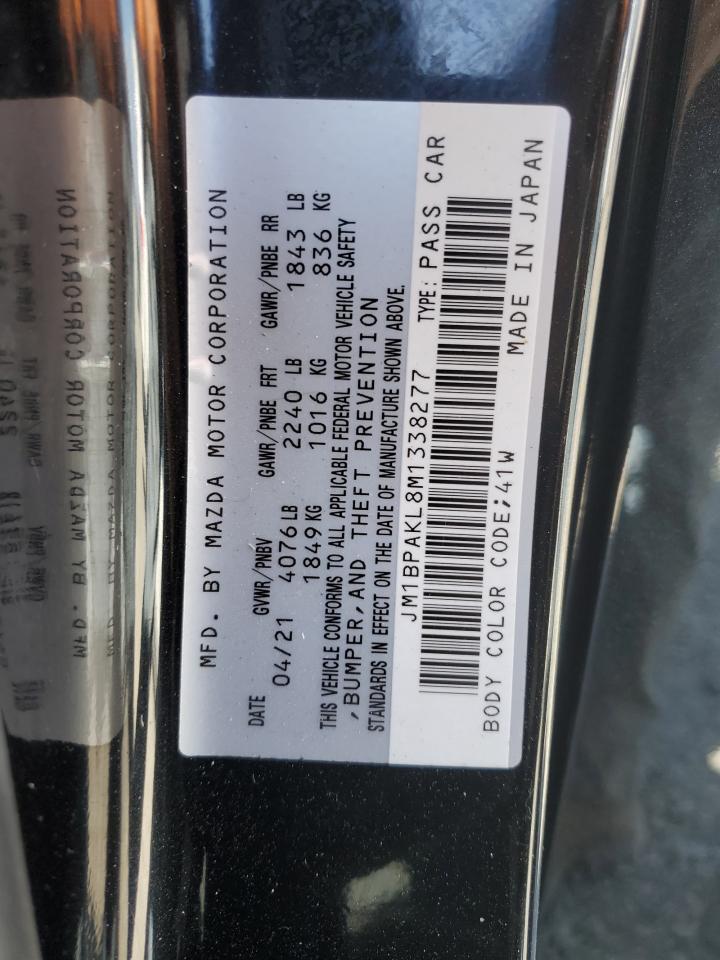 MFD. BY MAZDA MOTOR CORPORATION
DATE GVWR/PNBV GAWR/PNBE FRT GAWR/PNBE RR
04/21 4076LB 2240 LB 1843 LB
1849KG 1016 KG 836 KG
THIS VEHICLE CONFORMS TO ALL APPLICABLE FEDERAL MOTOR VEHICLE SAFETY
,BUMPER,AND THEFT PREVENTION
STANDARDS IN EFFECT ON THE DATE OF MANUFACTURE SHOWN ABOVE.
JM1BPAKL8M1338277 TYPE: PASS CAR
BODY COLOR CODE:41W MADE IN JAPAN